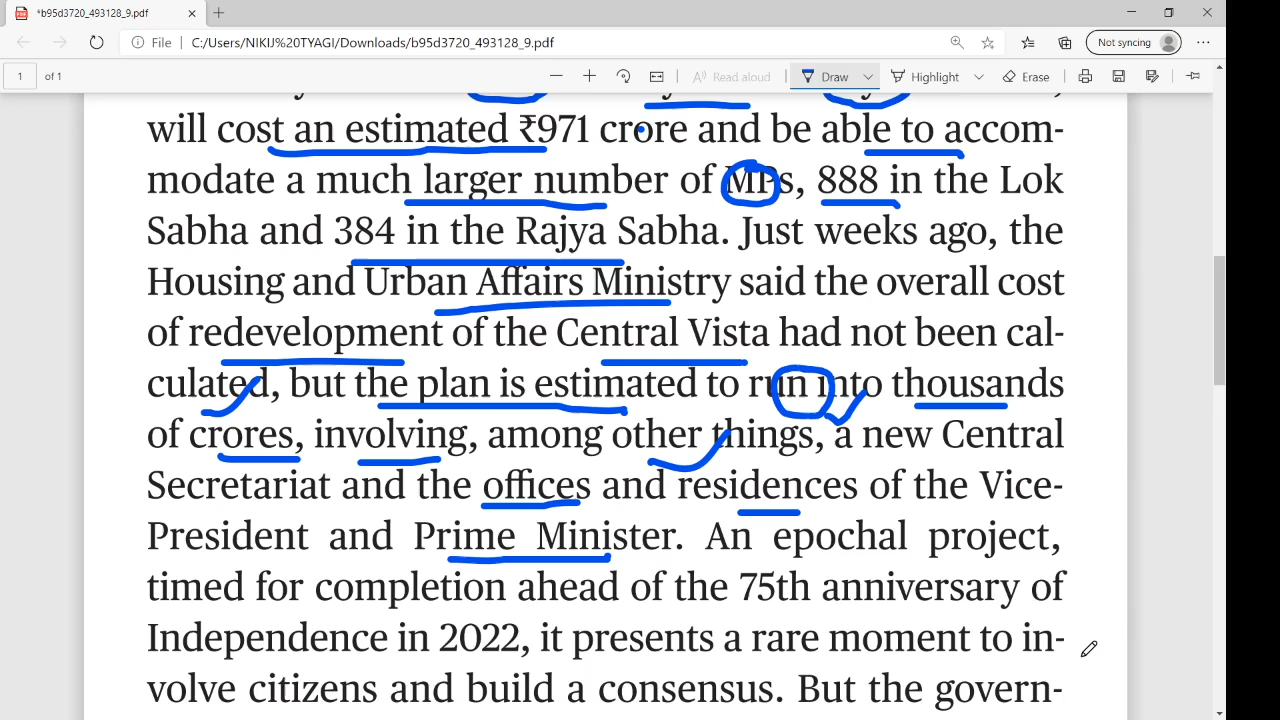 *b95d3720_493128_9.pdf
File | C:/Users/NIKIJ%20TYAGI/Downloads/b95d3720_493128_9.pdf
Not syncing
1 of 1
Read aloud
Draw
Highlight
Erase
will cost an estimated ₹971 crore and be able to accom-
modate a much larger number of MPs, 888 in the Lok
Sabha and 384 in the Rajya Sabha. Just weeks ago, the
Housing and Urban Affairs Ministry said the overall cost
of redevelopment of the Central Vista had not been cal-
culated, but the plan is estimated to run into thousands
of crores, involving, among other things, a new Central
Secretariat and the offices and residences of the Vice-
President and Prime Minister. An epochal project,
timed for completion ahead of the 75th anniversary of
Independence in 2022, it presents a rare moment to in-
volve citizens and build a consensus. But the govern-